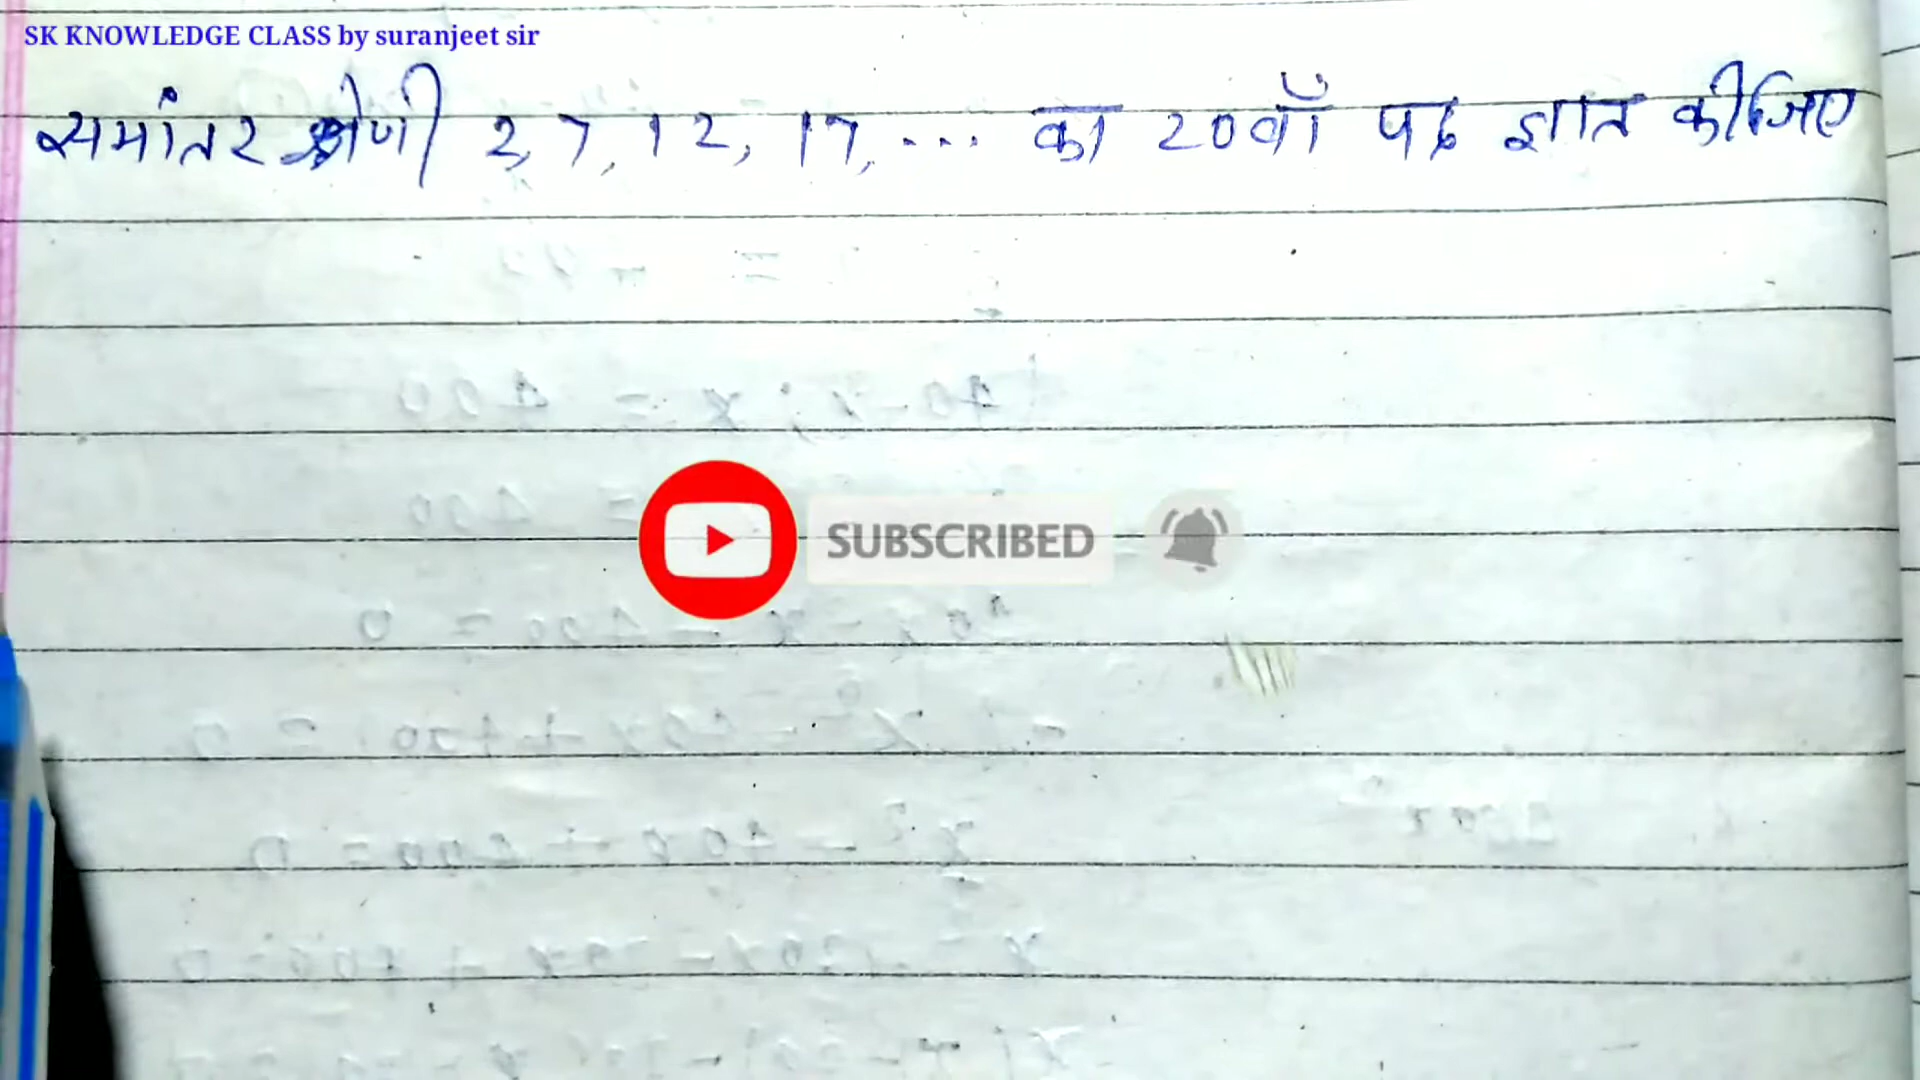 SK KNOWLEDGE CLASS by suranjeet sir
समांतर श्रेणी 2, 7, 12, 17, ... का 20वाँ पद ज्ञात कीजिए
SUBSCRIBED